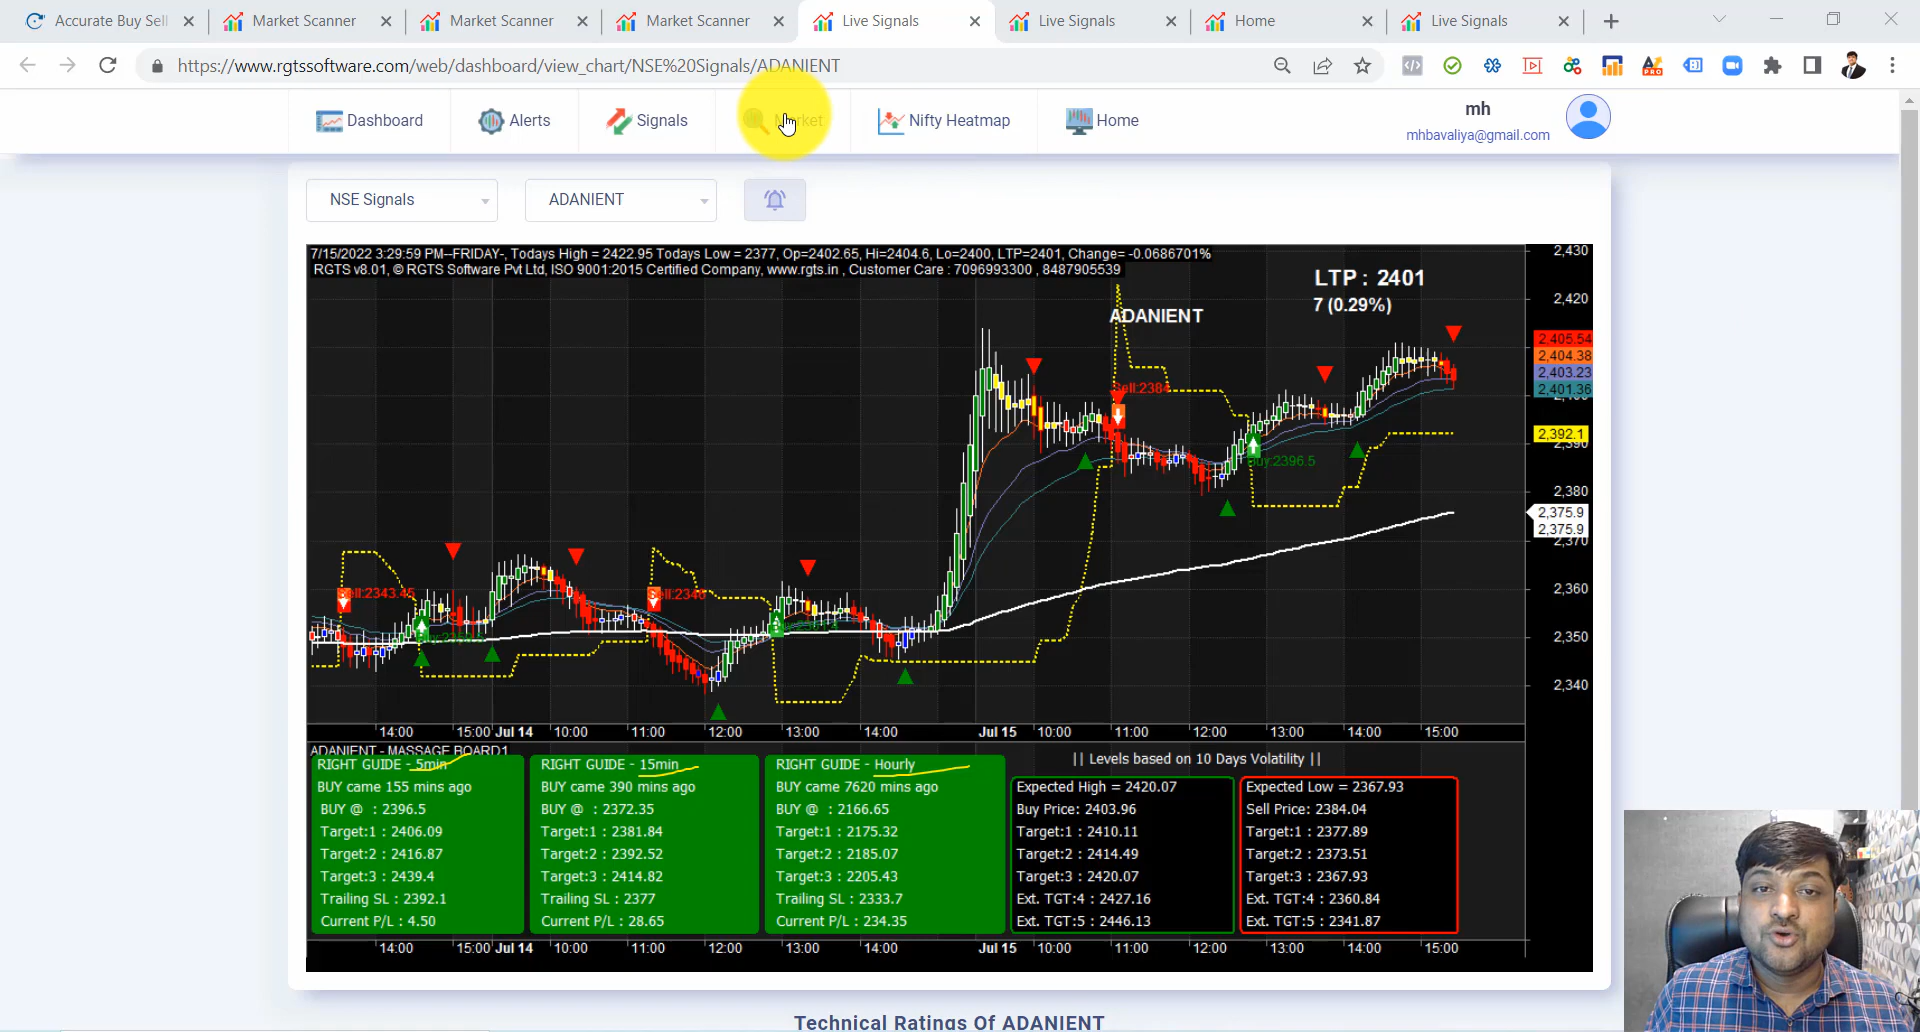 Accurate Buy Sell
Market Scanner
Market Scanner
Market Scanner
Live Signals
Live Signals
Home
Live Signals
https://www.rgtssoftware.com/web/dashboard/view_chart/NSE%20Signals/ADANIENT
Dashboard
Alerts
Signals
Market
Nifty Heatmap
Home
mh
mhbavaliya@gmail.com
NSE Signals
ADANIENT
7/15/2022 3:29:59 PM--FRIDAY-, Todays High = 2422.95 Todays Low = 2377, Op=2402.65, Hi=2404.6, Lo=2400, LTP=2401, Change= -0.0686701%
RGTS v8.01, © RGTS Software Pvt Ltd, ISO 9001:2015 Certified Company, www.rgts.in , Customer Care : 7096993300 , 8487905539
LTP : 2401
7 (0.29%)
ADANIENT
2,430
2,420
2,405.54
2,404.38
2,403.23
2,401.36
2,392.1
2,390
2,380
2,375.9
2,375.9
2,370
2,360
2,350
2,340
Sell:2384
Buy:2396.5
Sell:2343.45
Sell:2346
14:00 15:00 Jul 14 10:00 11:00 12:00 13:00 14:00 Jul 15 10:00 11:00 12:00 13:00 14:00 15:00
ADANIENT - MASSAGE BOARD1
RIGHT GUIDE - 5min
BUY came 155 mins ago
BUY @ : 2396.5
Target:1 : 2406.09
Target:2 : 2416.87
Target:3 : 2439.4
Trailing SL : 2392.1
Current P/L : 4.50
RIGHT GUIDE - 15min
BUY came 390 mins ago
BUY @ : 2372.35
Target:1 : 2381.84
Target:2 : 2392.52
Target:3 : 2414.82
Trailing SL : 2377
Current P/L : 28.65
RIGHT GUIDE - Hourly
BUY came 7620 mins ago
BUY @ : 2166.65
Target:1 : 2175.32
Target:2 : 2185.07
Target:3 : 2205.43
Trailing SL : 2333.7
Current P/L : 234.35
|| Levels based on 10 Days Volatility ||
Expected High = 2420.07
Buy Price: 2403.96
Target:1 : 2410.11
Target:2 : 2414.49
Target:3 : 2420.07
Ext. TGT:4 : 2427.16
Ext. TGT:5 : 2446.13
Expected Low = 2367.93
Sell Price: 2384.04
Target:1 : 2377.89
Target:2 : 2373.51
Target:3 : 2367.93
Ext. TGT:4 : 2360.84
Ext. TGT:5 : 2341.87
14:00 15:00 Jul 14 10:00 11:00 12:00 13:00 14:00 Jul 15 10:00 11:00 12:00 13:00 14:00 15:00
Technical Ratings Of ADANIENT